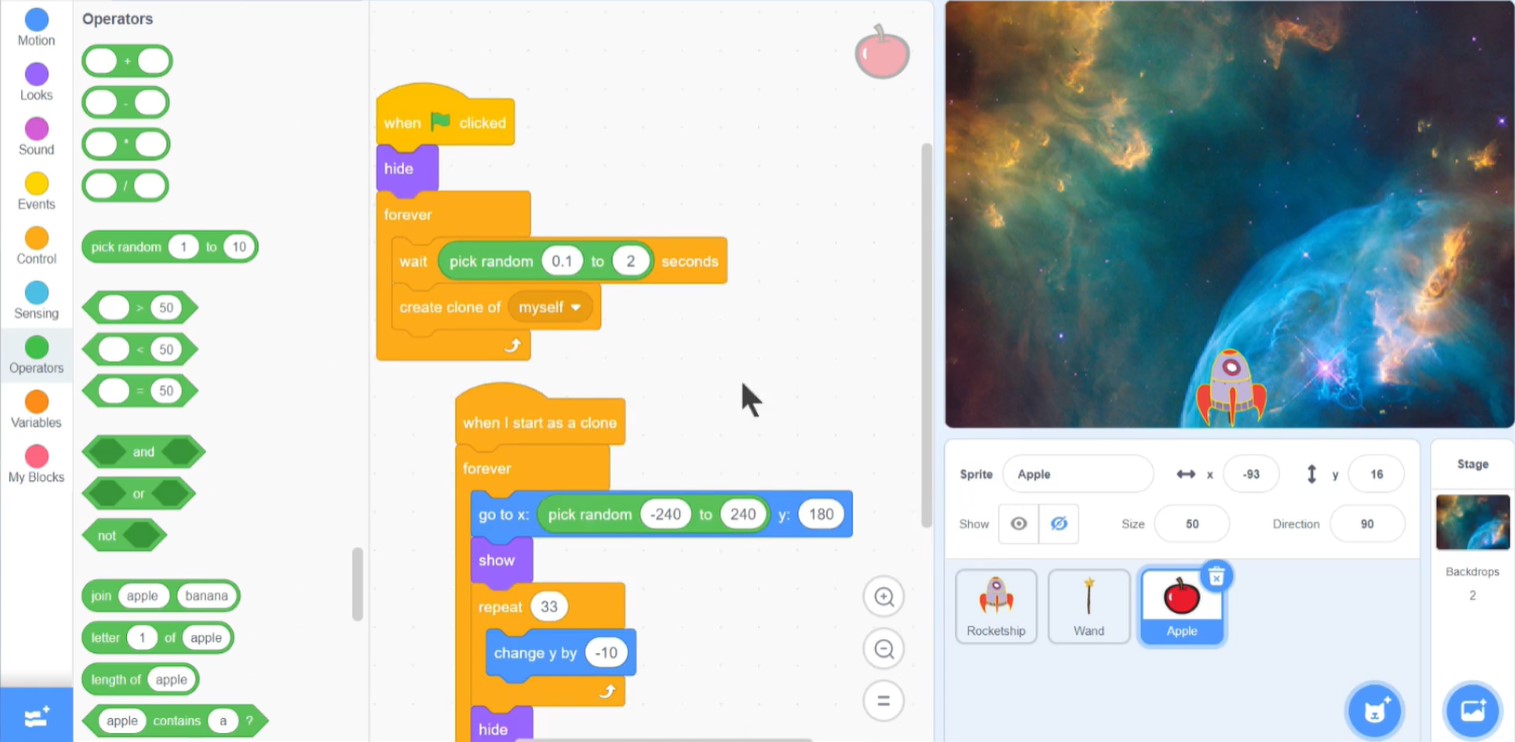 Motion
Looks
Sound
Events
Control
Sensing
Operators
Variables
My Blocks
Operators
+
-
*
/
pick random 1 to 10
> 50
< 50
= 50
and
or
not
join apple banana
letter 1 of apple
length of apple
apple contains a ?
when clicked
hide
forever
wait pick random 0.1 to 2 seconds
create clone of myself
when I start as a clone
forever
go to x: pick random -240 to 240 y: 180
show
repeat 33
change y by -10
hide
Sprite Apple x -93 y 16
Show Size 50 Direction 90
Rocketship Wand Apple
Stage
Backdrops
2